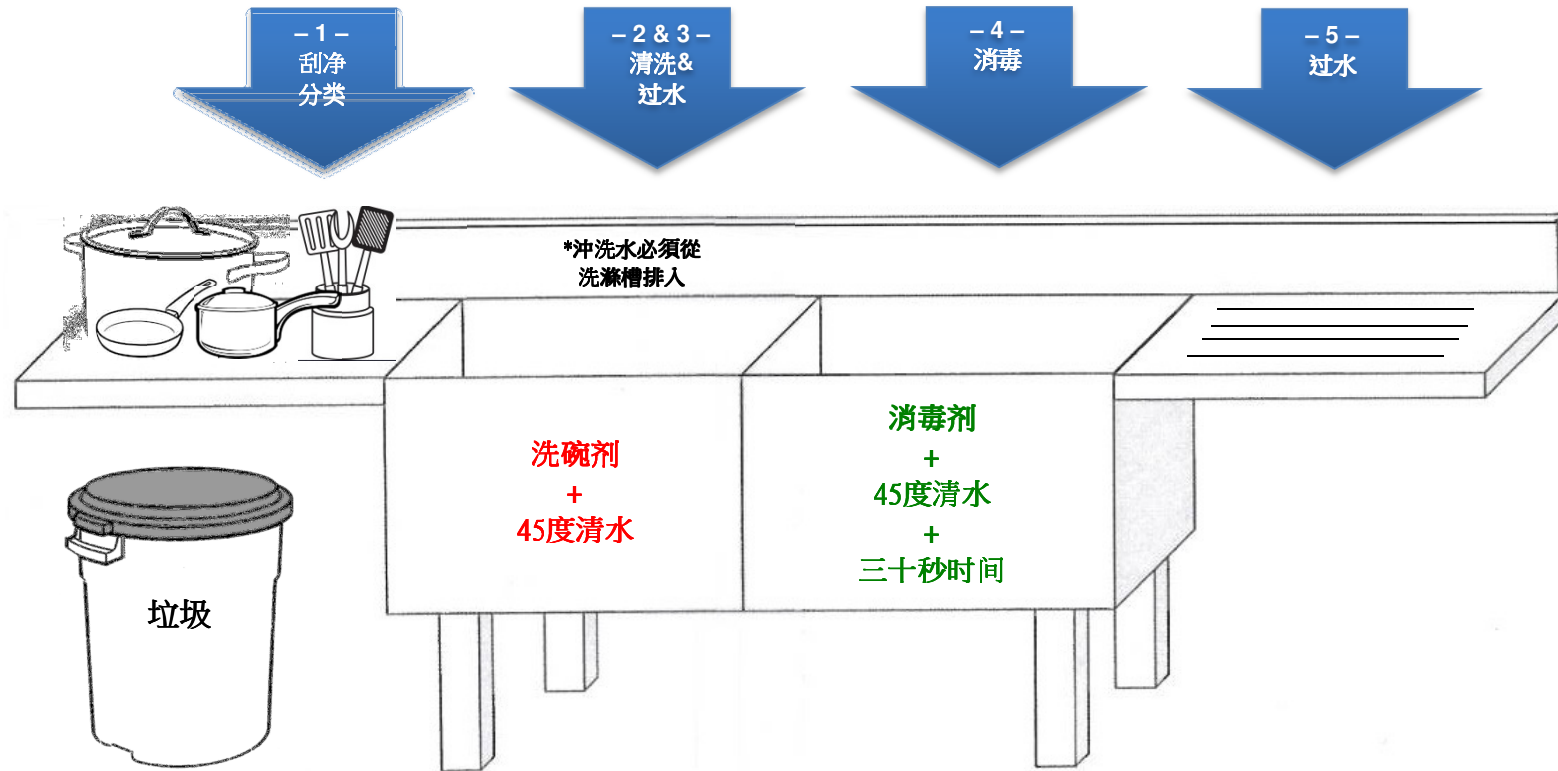 – 1 –
刮净
分类
– 2 & 3 –
清洗&
过水
– 4 –
消毒
– 5 –
过水
*沖洗水必須從
洗滌槽排入
洗碗剂
+
45度清水
消毒剂
+
45度清水
+
三十秒时间
垃圾